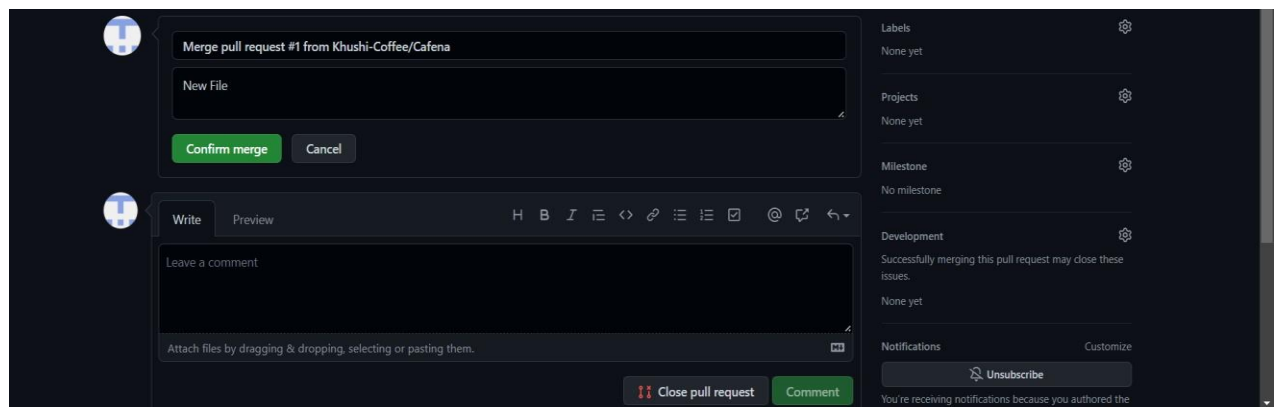 Merge pull request #1 from Khushi-Coffee/Cafena
New File
Confirm merge Cancel
Write Preview
Leave a comment
Attach files by dragging & dropping, selecting or pasting them.
Close pull request Comment
Labels
None yet
Projects
None yet
Milestone
No milestone
Development
Successfully merging this pull request may close these
issues.
None yet
Notifications Customize
Unsubscribe
You're receiving notifications because you authored the